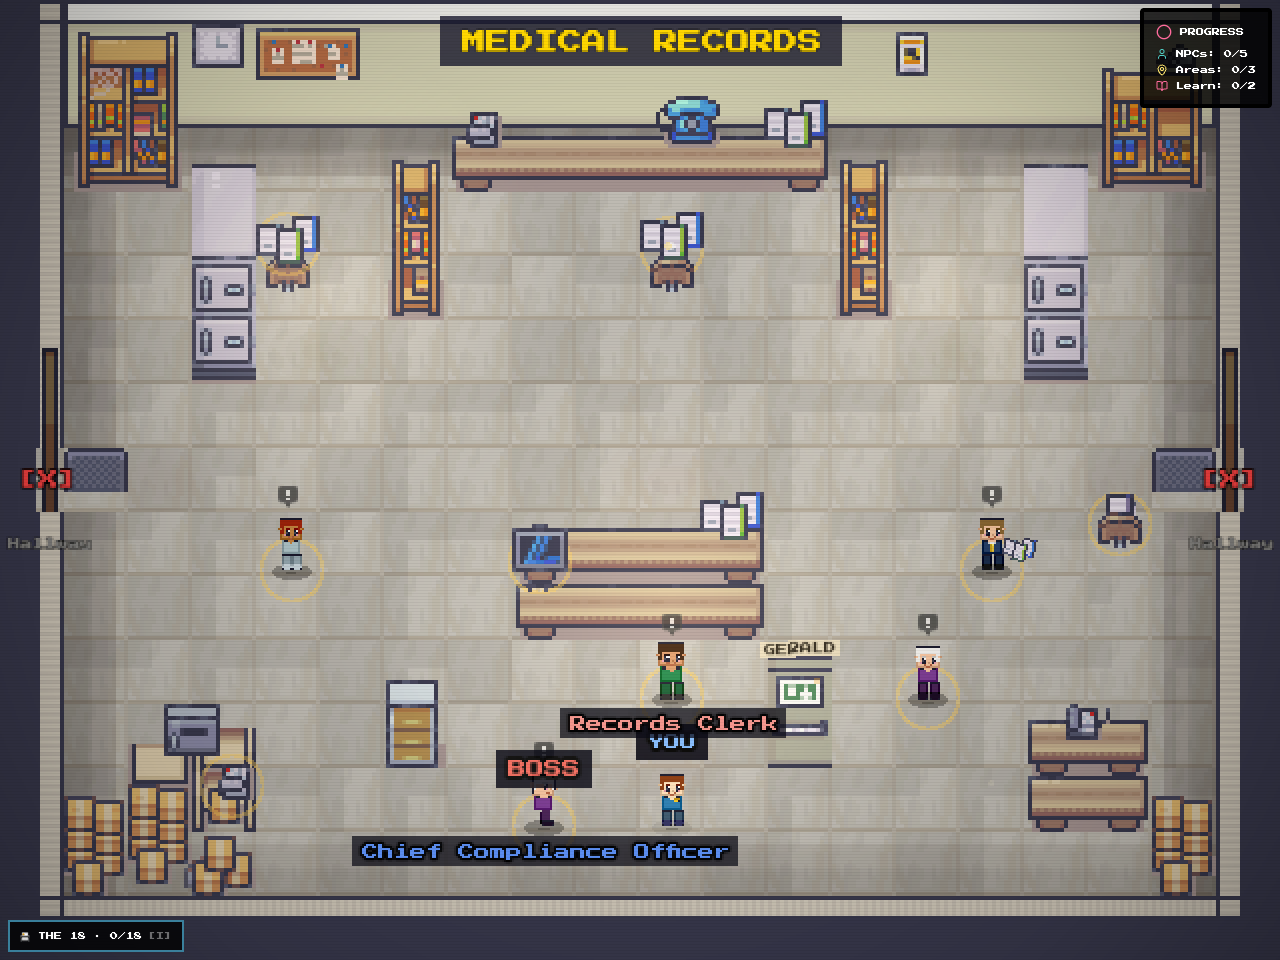 MEDICAL RECORDS
PROGRESS
NPCs: 0/5
Areas: 0/3
Learn: 0/2
[X]
[X]
Hallway
Hallway
!
!
!
!
GERALD
Records Clerk
YOU
BOSS
Chief Compliance Officer
THE 18 · 0/18 [I]